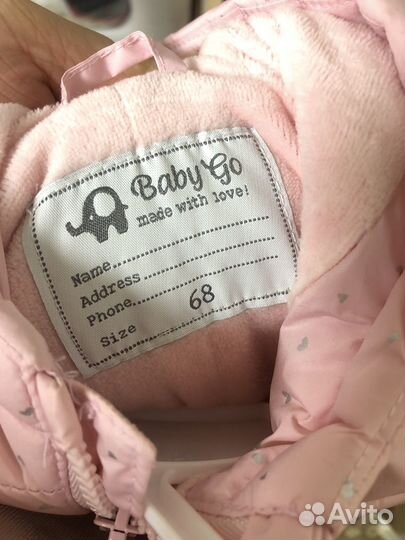 Baby Go
made with love!
Name
Address
Phone
Size 68
Avito